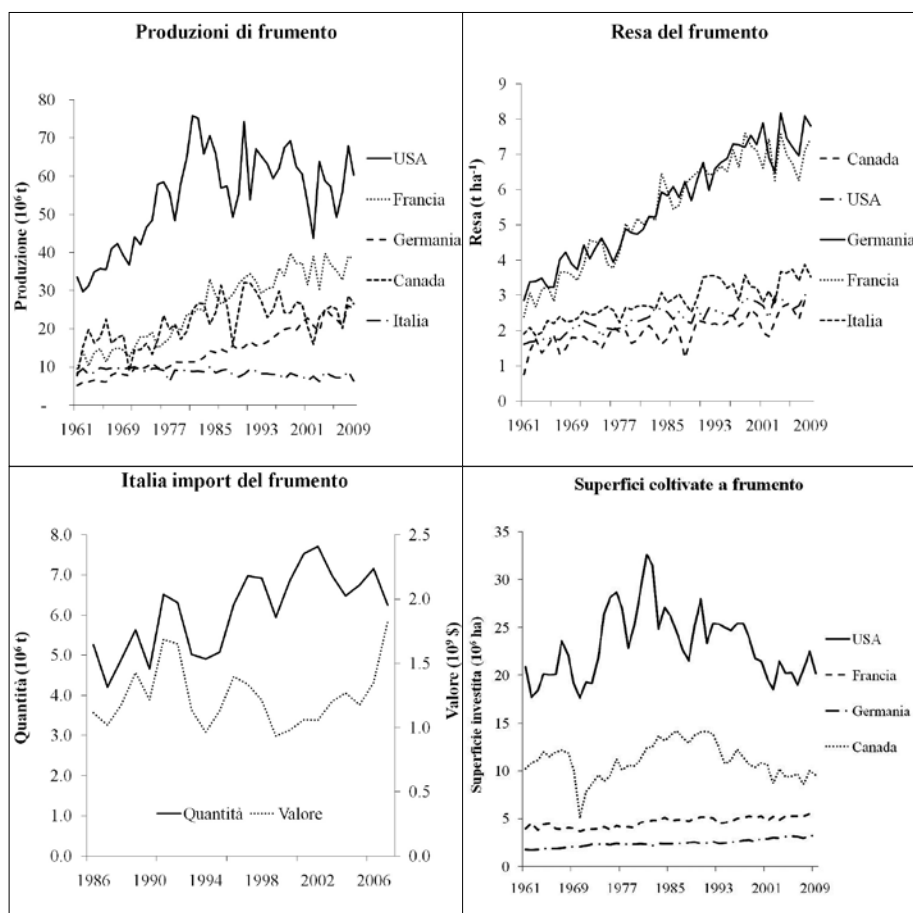 Produzioni di frumento
Produzione (10⁶ t)
80
70
60
50
40
30
20
10
-
1961 1969 1977 1985 1993 2001 2009
USA
Francia
Germania
Canada
Italia
Resa del frumento
Resa (t ha⁻¹)
9
8
7
6
5
4
3
2
1
0
1961 1969 1977 1985 1993 2001 2009
Canada
USA
Germania
Francia
Italia
Italia import del frumento
Quantità (10⁶ t)
8.0
7.0
6.0
5.0
4.0
3.0
2.0
1.0
0.0
Quantità Valore
1986 1990 1994 1998 2002 2006
2.5
2.0
1.5
1.0
0.5
0.0
Valore (10⁹ $)
Superfici coltivate a frumento
Superficie investita (10⁶ ha)
35
30
25
20
15
10
5
0
1961 1969 1977 1985 1993 2001 2009
USA
Francia
Germania
Canada